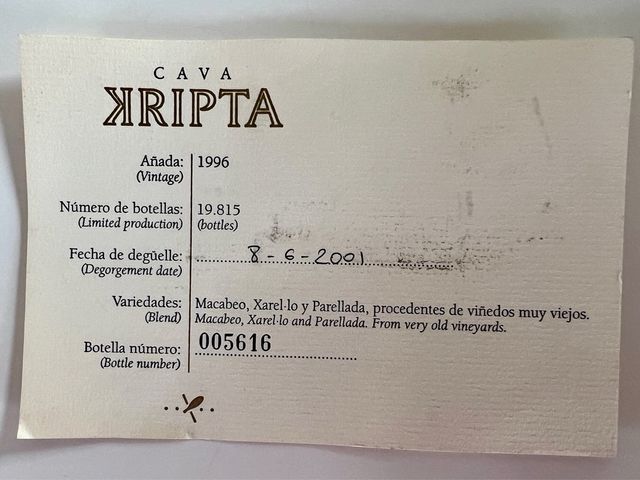 CAVA
KRIPTA
Añada: 1996
(Vintage)
Número de botellas: 19.815
(Limited production) (bottles)
Fecha de degüelle: 8-6-2001
(Degorgement date)
Variedades: Macabeo, Xarel·lo y Parellada, procedentes de viñedos muy viejos.
(Blend) Macabeo, Xarel·lo and Parellada. From very old vineyards.
Botella número: 005616
(Bottle number)